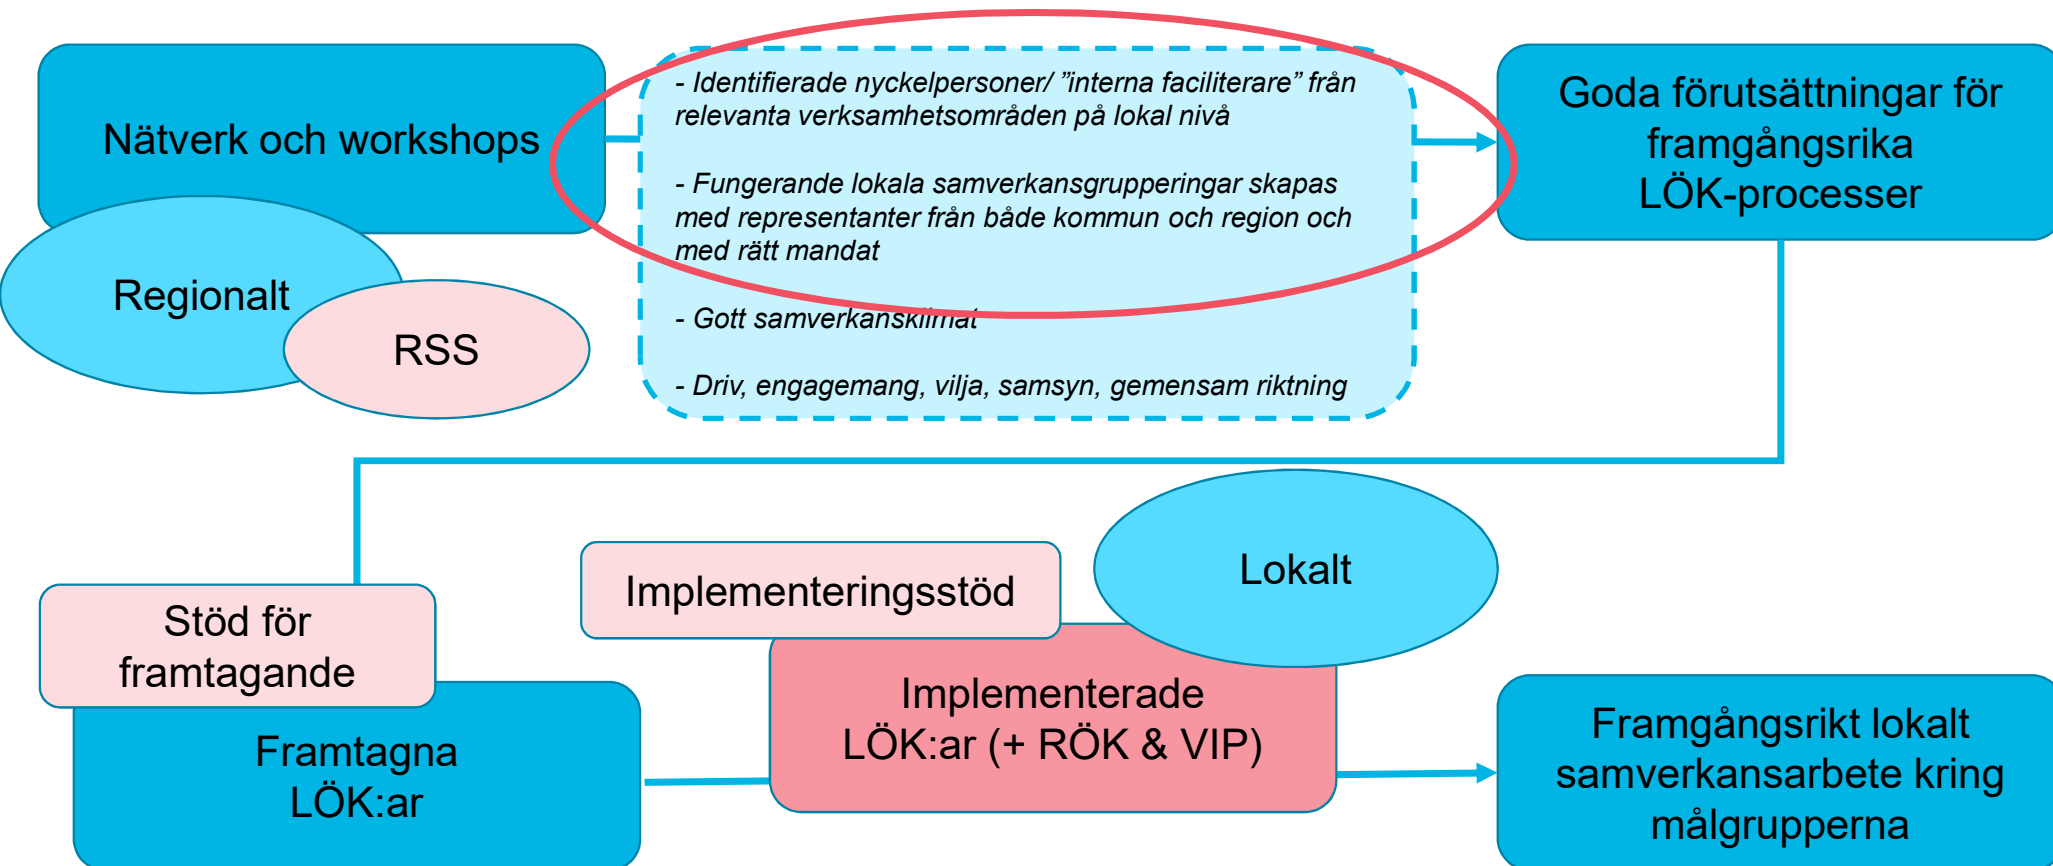 Nätverk och workshops
Regionalt
RSS
- Identifierade nyckelpersoner/ ”interna faciliterare” från
relevanta verksamhetsområden på lokal nivå
- Fungerande lokala samverkansgrupperingar skapas
med representanter från både kommun och region och
med rätt mandat
- Gott samverkansklimat
- Driv, engagemang, vilja, samsyn, gemensam riktning
Goda förutsättningar för
framgångsrika
LÖK-processer
Stöd för
framtagande
Framtagna
LÖK:ar
Implementeringsstöd
Lokalt
Implementerade
LÖK:ar (+ RÖK & VIP)
Framgångsrikt lokalt
samverkansarbete kring
målgrupperna